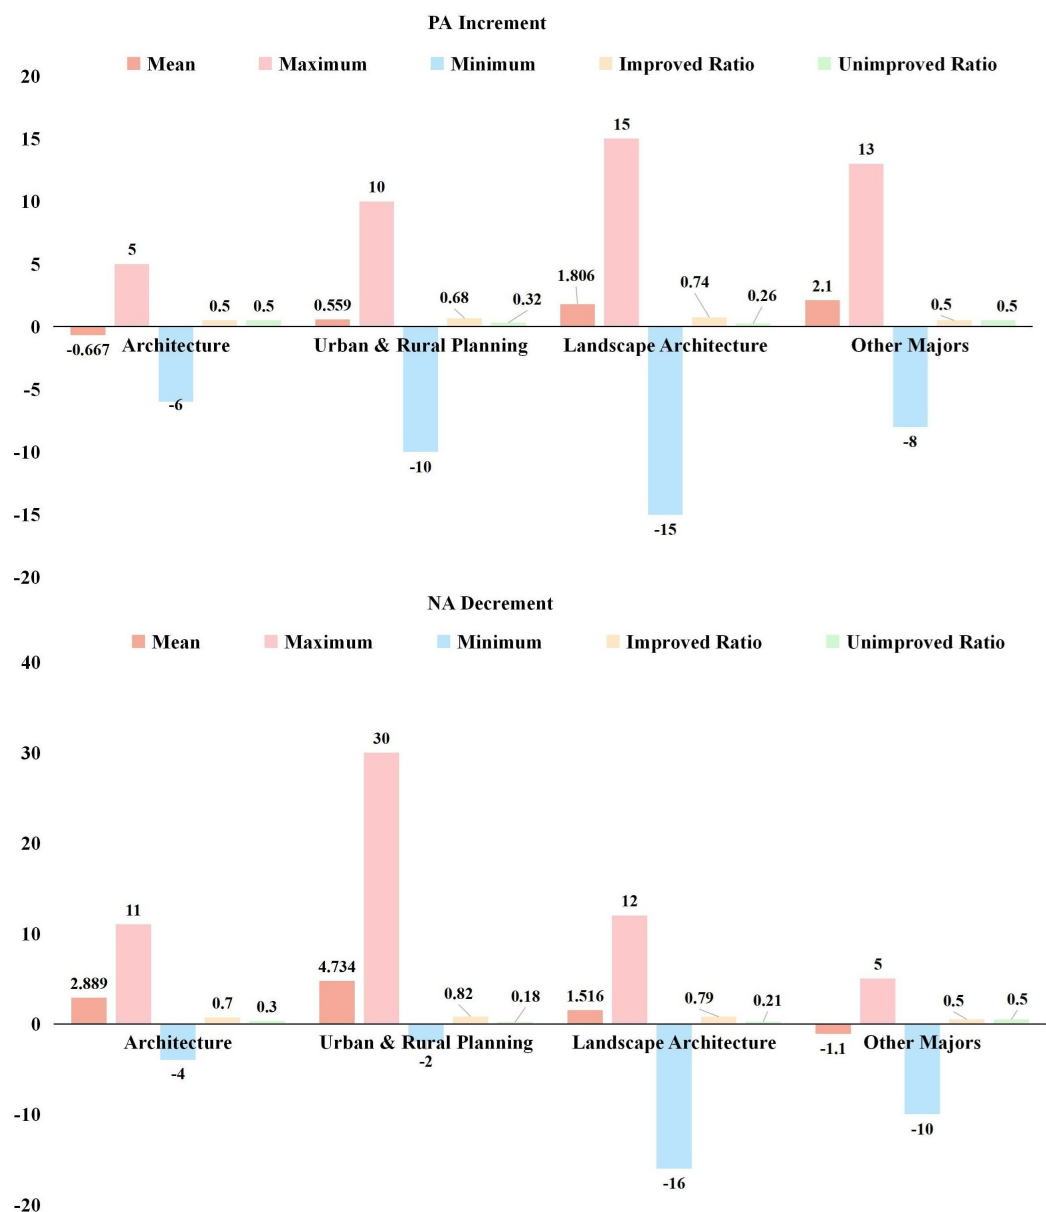 PA Increment
Mean Maximum Minimum Improved Ratio Unimproved Ratio
20
15
10
5
0
-5
-10
-15
-20
-0.667 5 -6 0.5 0.5
0.559 10 -10 0.68 0.32
1.806 15 -15 0.74 0.26
2.1 13 -8 0.5 0.5
Architecture Urban & Rural Planning Landscape Architecture Other Majors
NA Decrement
Mean Maximum Minimum Improved Ratio Unimproved Ratio
40
30
20
10
0
-10
-20
2.889 11 -4 0.7 0.3
4.734 30 -2 0.82 0.18
1.516 12 -16 0.79 0.21
-1.1 5 -10 0.5 0.5
Architecture Urban & Rural Planning Landscape Architecture Other Majors